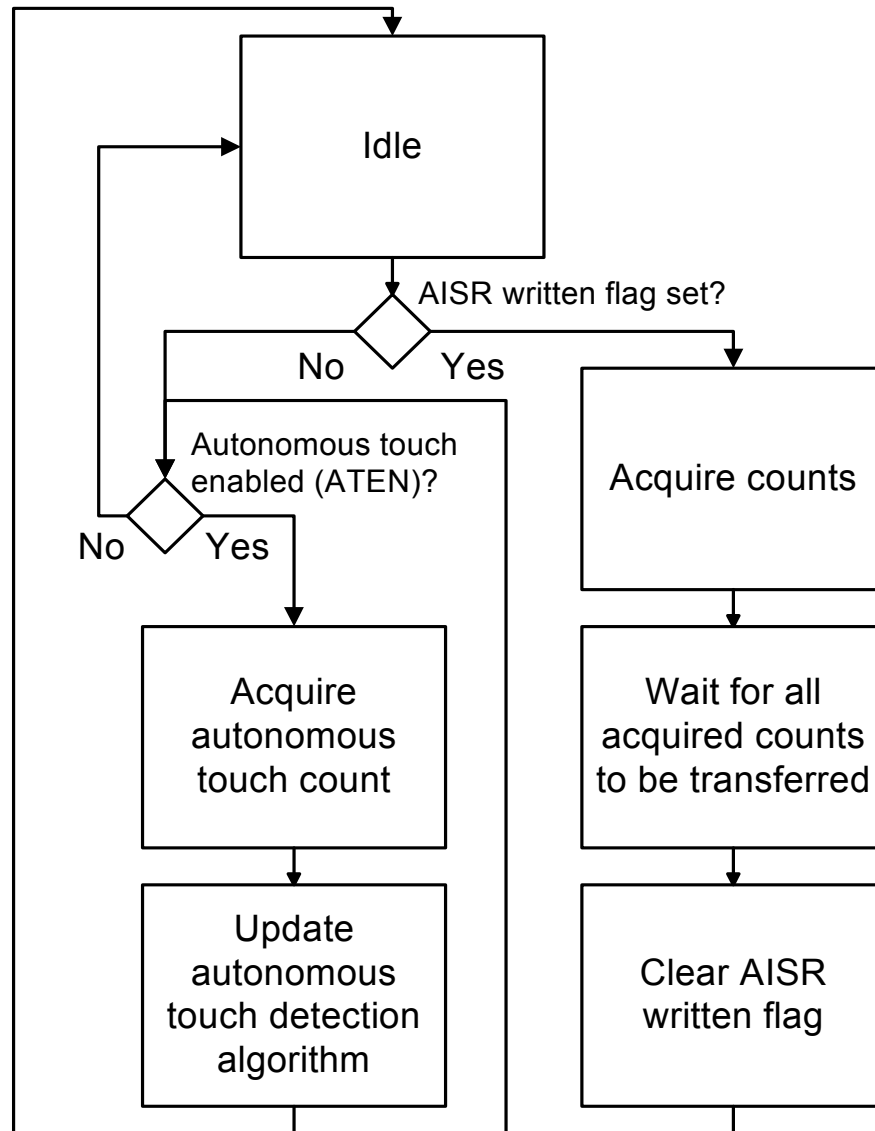 Idle
AISR written flag set?
No
Yes
Autonomous touch
enabled (ATEN)?
No
Yes
Acquire counts
Acquire
autonomous
touch count
Wait for all
acquired counts
to be transferred
Update
autonomous
touch detection
algorithm
Clear AISR
written flag